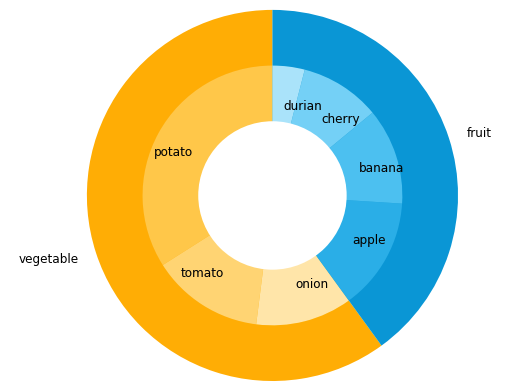 durian
cherry
fruit
potato
banana
apple
vegetable
tomato
onion